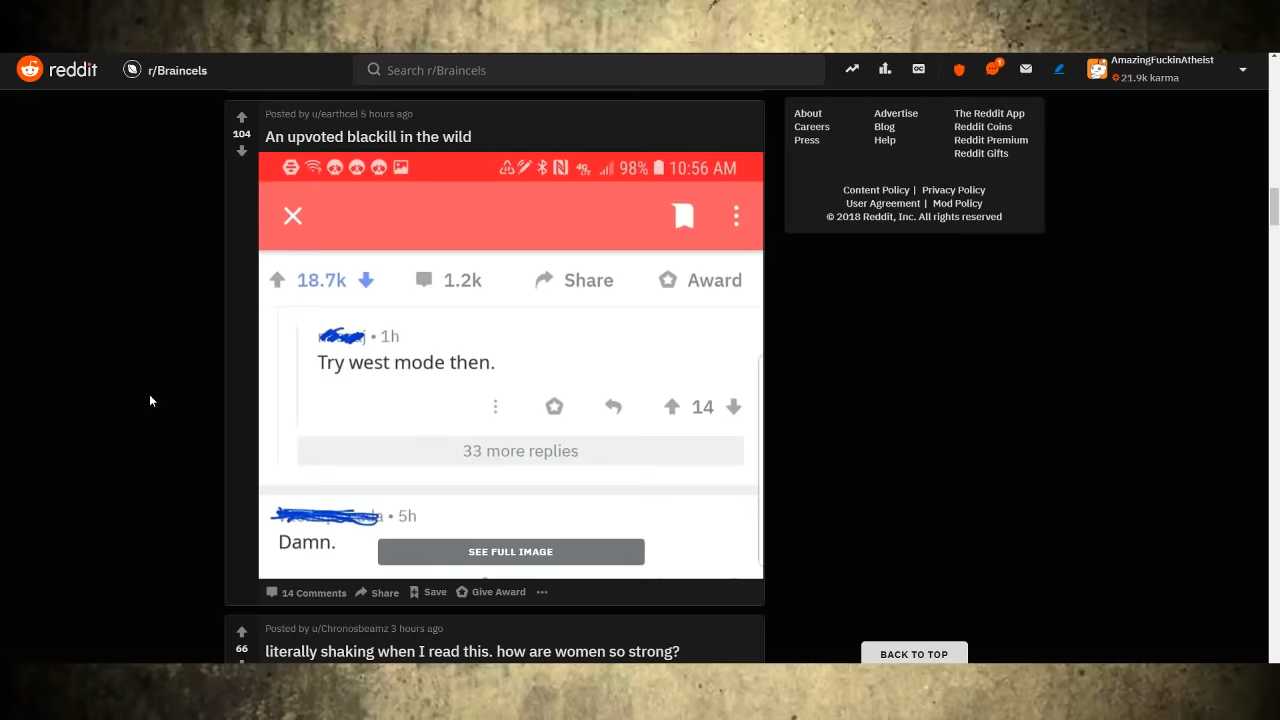 reddit
r/Braincels
Search r/Braincels
1
AmazingFuckinAtheist
21.9k karma
Posted by u/earthcel 5 hours ago
104
An upvoted blackill in the wild
98% 10:56 AM
18.7k 1.2k Share Award
• 1h
Try west mode then.
14
33 more replies
• 5h
Damn.
SEE FULL IMAGE
14 Comments Share Save Give Award
Posted by u/Chronosbeamz 3 hours ago
66
literally shaking when I read this. how are women so strong?
About Advertise The Reddit App
Careers Blog Reddit Coins
Press Help Reddit Premium
Reddit Gifts
Content Policy | Privacy Policy
User Agreement | Mod Policy
© 2018 Reddit, Inc. All rights reserved
BACK TO TOP